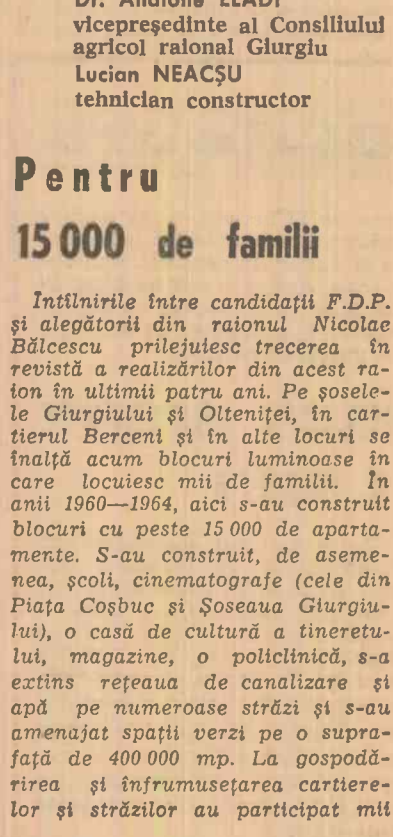 Dr. Andione
vicepreşedinte al Consiliului
agricol raional Giurgiu
Lucian NEACŞU
tehnician constructor
Pentru
15 000 de familii
Intîlnirile între candidaţii F.D.P.
şi alegătorii din raionul Nicolae
Bălcescu prilejuiesc trecerea în
revistă a realizărilor din acest ra-
ion în ultimii patru ani. Pe şosele-
le Giurgiului şi Olteniţei, în car-
tierul Berceni şi în alte locuri se
înalţă acum blocuri luminoase în
care locuiesc mii de familii. În
anii 1960—1964, aici s-au construit
blocuri cu peste 15 000 de aparta-
mente. S-au construit, de aseme-
nea, şcoli, cinematografe (cele din
Piaţa Coşbuc şi Şoseaua Giurgiu-
lui), o casă de cultură a tineretu-
lui, magazine, o policlinică, s-a
extins reţeaua de canalizare şi
apă pe numeroase străzi şi s-au
amenajat spaţii verzi pe o supra-
faţă de 400 000 mp. La gospodă-
rirea şi înfrumuseţarea cartiere-
lor şi străzilor au participat mii